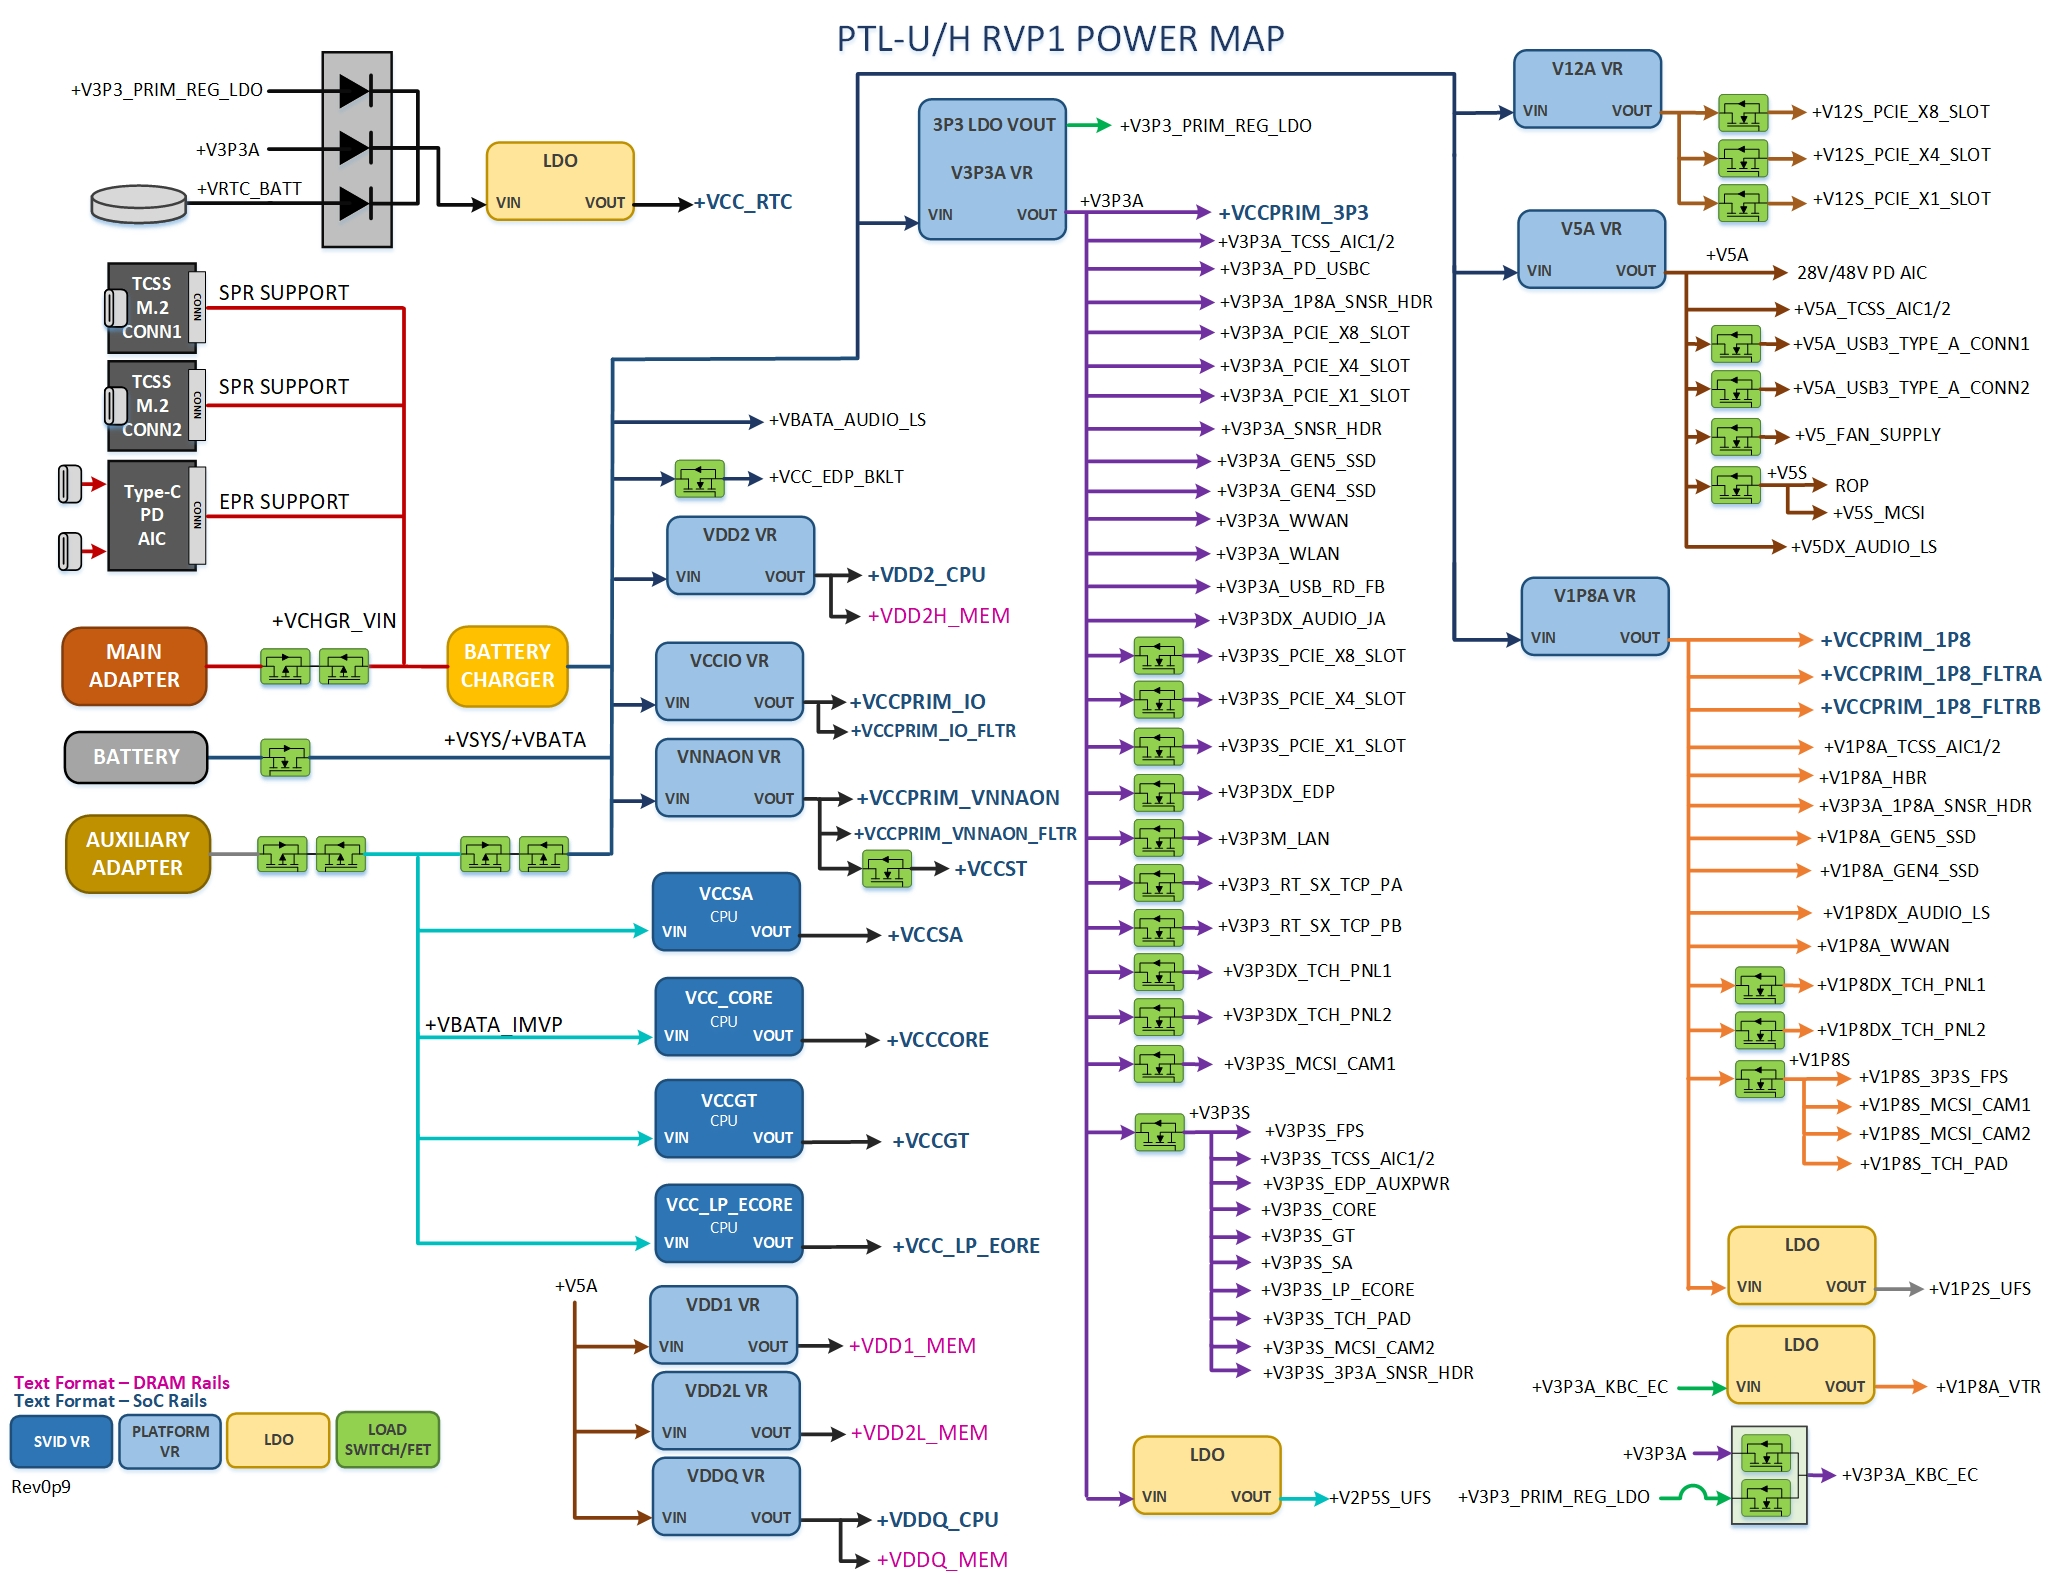 PTL-U/H RVP1 POWER MAP
+V3P3_PRIM_REG_LDO
+V3P3A
+VRTC_BATT
LDO
VIN
VOUT
+VCC_RTC
TCSS
M.2
CONN1
CONN
SPR SUPPORT
TCSS
M.2
CONN2
CONN
SPR SUPPORT
Type-C
PD
AIC
CONN
EPR SUPPORT
+VCHGR_VIN
MAIN
ADAPTER
BATTERY
CHARGER
BATTERY
+VSYS/+VBATA
AUXILIARY
ADAPTER
+VBATA_IMVP
+VBATA_AUDIO_LS
+VCC_EDP_BKLT
VDD2 VR
VIN
VOUT
+VDD2_CPU
+VDD2H_MEM
VCCIO VR
VIN
VOUT
+VCCPRIM_IO
+VCCPRIM_IO_FLTR
VNNAON VR
VIN
VOUT
+VCCPRIM_VNNAON
+VCCPRIM_VNNAON_FLTR
+VCCST
VCCSA
CPU
VIN
VOUT
+VCCSA
VCC_CORE
CPU
VIN
VOUT
+VCCCORE
VCCGT
CPU
VIN
VOUT
+VCCGT
VCC_LP_ECORE
CPU
VIN
VOUT
+VCC_LP_EORE
+V5A
VDD1 VR
VIN
VOUT
+VDD1_MEM
VDD2L VR
VIN
VOUT
+VDD2L_MEM
VDDQ VR
VIN
VOUT
+VDDQ_CPU
+VDDQ_MEM
Text Format – DRAM Rails
Text Format – SoC Rails
SVID VR
PLATFORM
VR
LDO
LOAD
SWITCH/FET
Rev0p9
3P3 LDO VOUT
V3P3A VR
VIN
VOUT
+V3P3_PRIM_REG_LDO
+V3P3A
+VCCPRIM_3P3
+V3P3A_TCSS_AIC1/2
+V3P3A_PD_USBC
+V3P3A_1P8A_SNSR_HDR
+V3P3A_PCIE_X8_SLOT
+V3P3A_PCIE_X4_SLOT
+V3P3A_PCIE_X1_SLOT
+V3P3A_SNSR_HDR
+V3P3A_GEN5_SSD
+V3P3A_GEN4_SSD
+V3P3A_WWAN
+V3P3A_WLAN
+V3P3A_USB_RD_FB
+V3P3DX_AUDIO_JA
+V3P3S_PCIE_X8_SLOT
+V3P3S_PCIE_X4_SLOT
+V3P3S_PCIE_X1_SLOT
+V3P3DX_EDP
+V3P3M_LAN
+V3P3_RT_SX_TCP_PA
+V3P3_RT_SX_TCP_PB
+V3P3DX_TCH_PNL1
+V3P3DX_TCH_PNL2
+V3P3S_MCSI_CAM1
+V3P3S
+V3P3S_FPS
+V3P3S_TCSS_AIC1/2
+V3P3S_EDP_AUXPWR
+V3P3S_CORE
+V3P3S_GT
+V3P3S_SA
+V3P3S_LP_ECORE
+V3P3S_TCH_PAD
+V3P3S_MCSI_CAM2
+V3P3S_3P3A_SNSR_HDR
LDO
VIN
VOUT
+V2P5S_UFS
V12A VR
VIN
VOUT
+V12S_PCIE_X8_SLOT
+V12S_PCIE_X4_SLOT
+V12S_PCIE_X1_SLOT
V5A VR
VIN
VOUT
+V5A
28V/48V PD AIC
+V5A_TCSS_AIC1/2
+V5A_USB3_TYPE_A_CONN1
+V5A_USB3_TYPE_A_CONN2
+V5_FAN_SUPPLY
+V5S
ROP
+V5S_MCSI
+V5DX_AUDIO_LS
V1P8A VR
VIN
VOUT
+VCCPRIM_1P8
+VCCPRIM_1P8_FLTRA
+VCCPRIM_1P8_FLTRB
+V1P8A_TCSS_AIC1/2
+V1P8A_HBR
+V3P3A_1P8A_SNSR_HDR
+V1P8A_GEN5_SSD
+V1P8A_GEN4_SSD
+V1P8DX_AUDIO_LS
+V1P8A_WWAN
+V1P8DX_TCH_PNL1
+V1P8DX_TCH_PNL2
+V1P8S
+V1P8S_3P3S_FPS
+V1P8S_MCSI_CAM1
+V1P8S_MCSI_CAM2
+V1P8S_TCH_PAD
LDO
VIN
VOUT
+V1P2S_UFS
LDO
+V3P3A_KBC_EC
VIN
VOUT
+V1P8A_VTR
+V3P3A
+V3P3_PRIM_REG_LDO
+V3P3A_KBC_EC